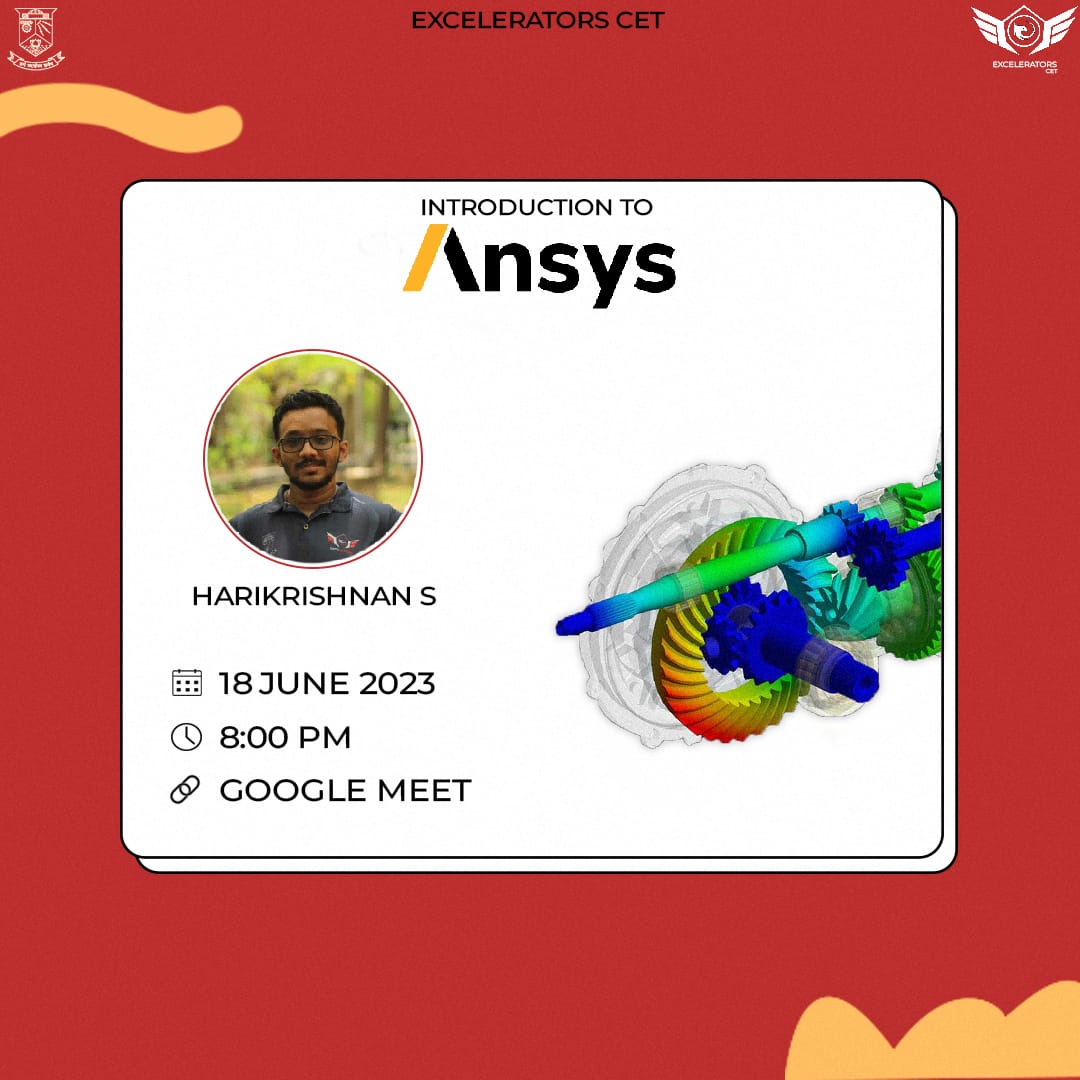 EXCELERATORS CET
EXCELERATORS
CET
INTRODUCTION TO
Ansys
HARIKRISHNAN S
18 JUNE 2023
8:00 PM
GOOGLE MEET